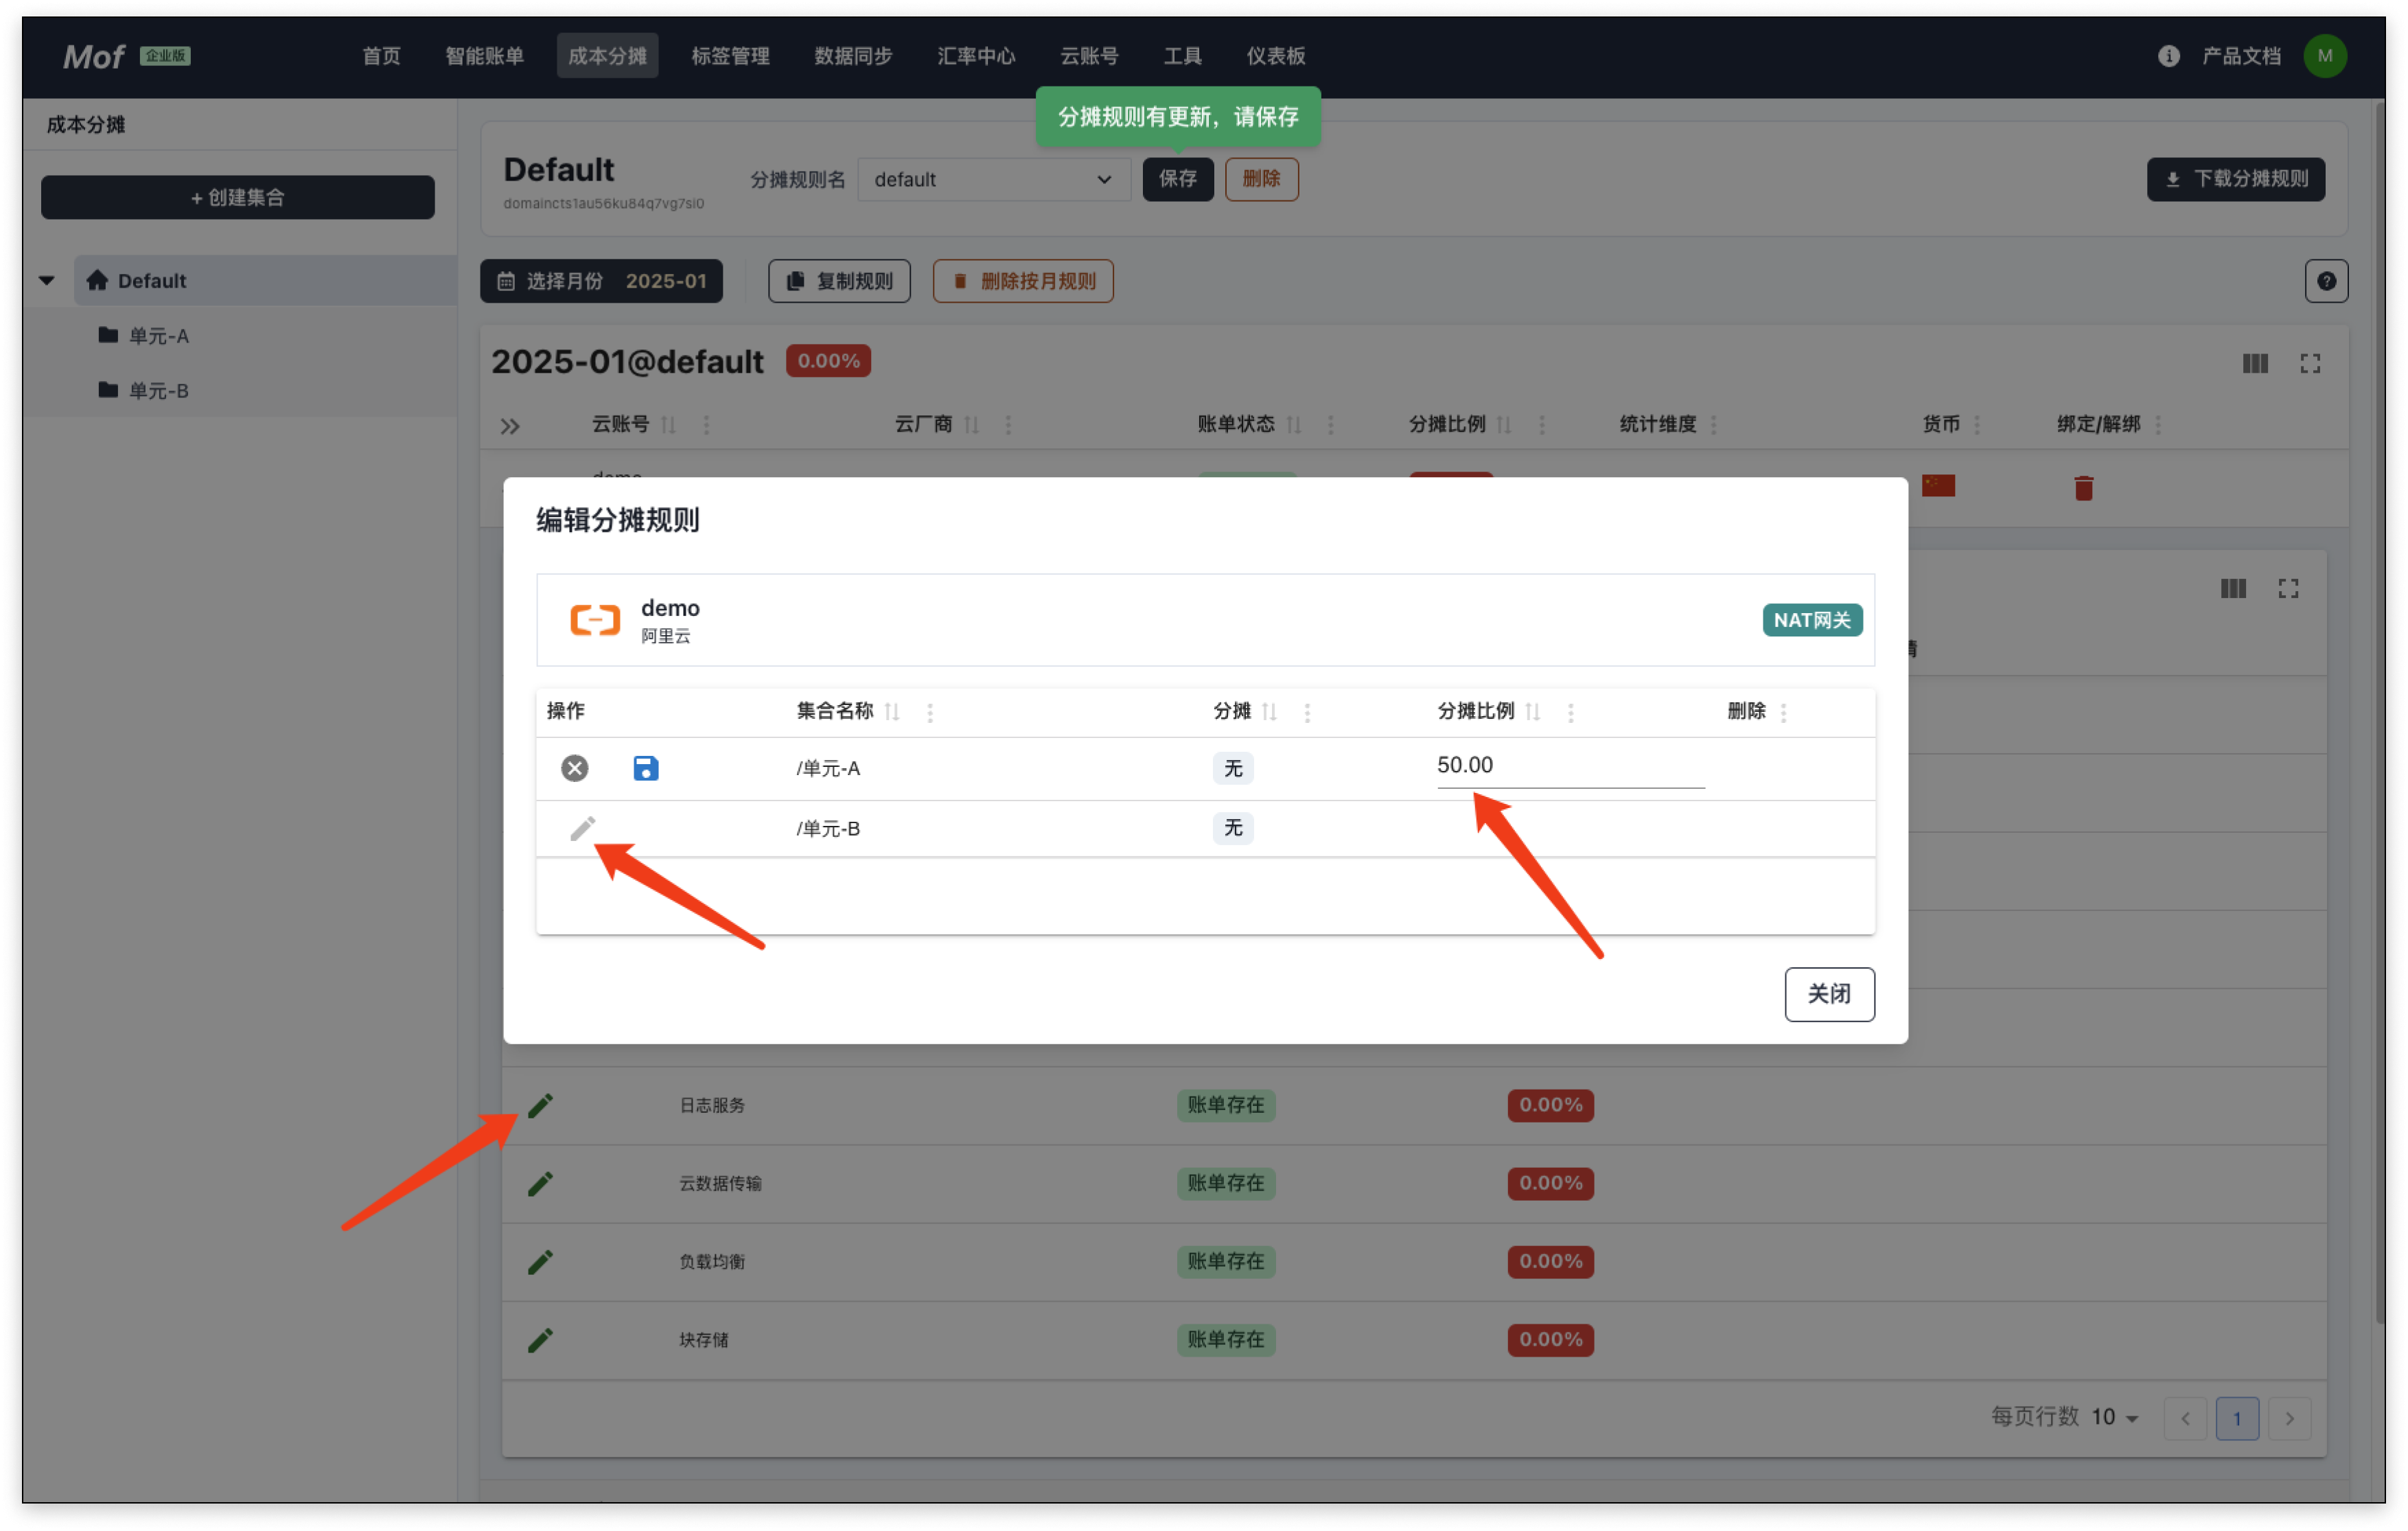 Mof 企业版 首页 智能账单 成本分摊 标签管理 数据同步 汇率中心 云账号 工具 仪表板 产品文档 M
分摊规则有更新，请保存
成本分摊
+ 创建集合
Default
单元-A
单元-B
Default
domaincts1au56ku84q7vg7si0
分摊规则名 default 保存 删除 下载分摊规则
选择月份 2025-01 复制规则 删除按月规则
2025-01@default 0.00%
云账号 云厂商 账单状态 分摊比例 统计维度 货币 绑定/解绑
编辑分摊规则
demo
阿里云
NAT网关
操作 集合名称 分摊 分摊比例 删除
/单元-A 无 50.00
/单元-B 无
关闭
日志服务 账单存在 0.00%
云数据传输 账单存在 0.00%
负载均衡 账单存在 0.00%
块存储 账单存在 0.00%
每页行数 10 1